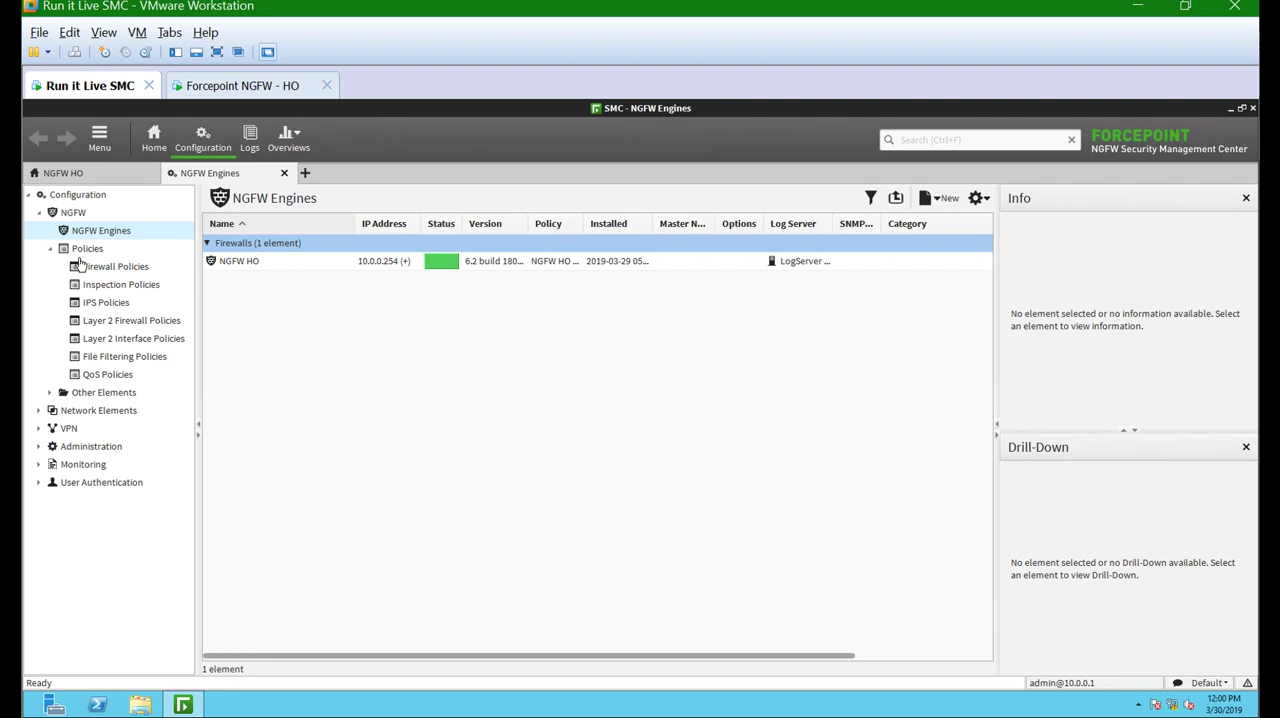 Run it Live SMC - VMware Workstation
File Edit View VM Tabs Help
Run it Live SMC
Forcepoint NGFW - HO
SMC - NGFW Engines
Menu
Home
Configuration
Logs
Overviews
Search (Ctrl+F)
FORCEPOINT
NGFW Security Management Center
NGFW HO
NGFW Engines
Configuration
NGFW
NGFW Engines
Policies
Firewall Policies
Inspection Policies
IPS Policies
Layer 2 Firewall Policies
Layer 2 Interface Policies
File Filtering Policies
QoS Policies
Other Elements
Network Elements
VPN
Administration
Monitoring
User Authentication
NGFW Engines
New
Name IP Address Status Version Policy Installed Master N... Options Log Server SNMP... Category
Firewalls (1 element)
NGFW HO 10.0.0.254 (+) 6.2 build 180... NGFW HO ... 2019-03-29 05... LogServer ...
1 element
Info
No element selected or no information available. Select
an element to view information.
Drill-Down
No element selected or no Drill-Down available. Select
an element to view Drill-Down.
Ready
admin@10.0.0.1
Default
12:00 PM
3/30/2019